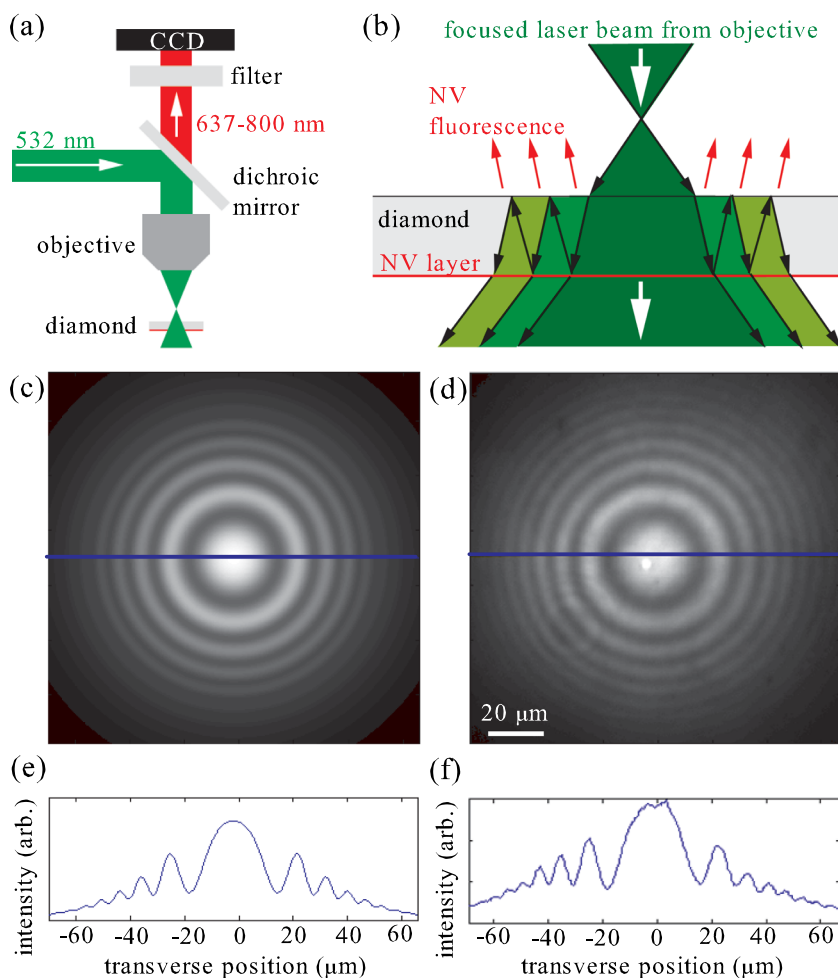 (a)
CCD
filter
637-800 nm
532 nm
dichroic
mirror
objective
diamond
(b)
focused laser beam from objective
NV
fluorescence
diamond
NV layer
(c)
(d)
20 μm
(e)
intensity (arb.)
-60 -40 -20 0 20 40 60
transverse position (μm)
(f)
intensity (arb.)
-60 -40 -20 0 20 40 60
transverse position (μm)